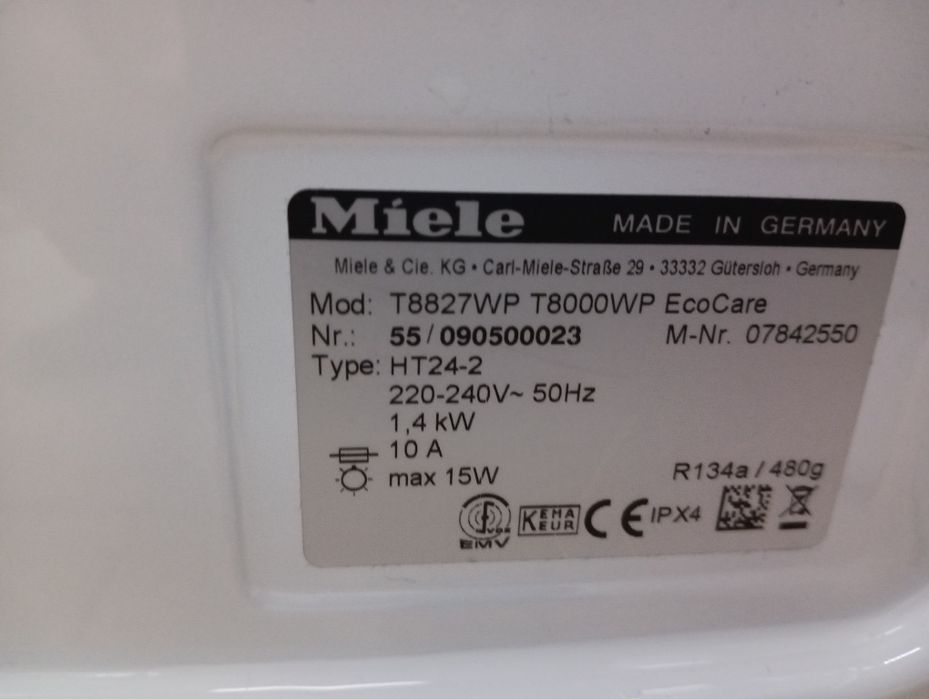 Miele MADE IN GERMANY
Miele & Cie. KG • Carl-Miele-Straße 29 • 33332 Gütersloh • Germany
Mod: T8827WP T8000WP EcoCare
Nr.: 55 / 090500023 M-Nr. 07842550
Type: HT24-2
220-240V~ 50Hz
1,4 kW
10 A
max 15W R134a / 480g
VDE EMV KEMA KEUR CE IPX4